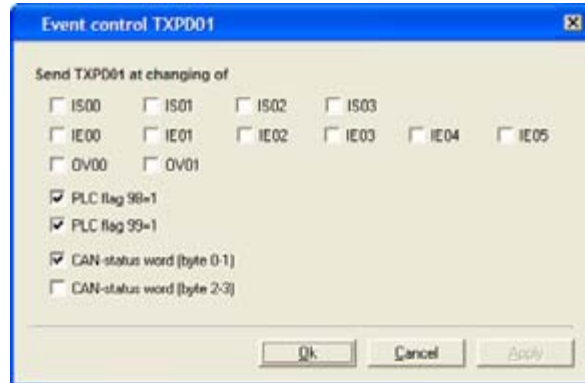 Event control TXPD01
Send TXPD01 at changing of
IS00 IS01 IS02 IS03
IE00 IE01 IE02 IE03 IE04 IE05
OV00 OV01
PLC flag 98=1
PLC flag 99=1
CAN-status word (byte 0-1)
CAN-status word (byte 2-3)
Ok Cancel Apply